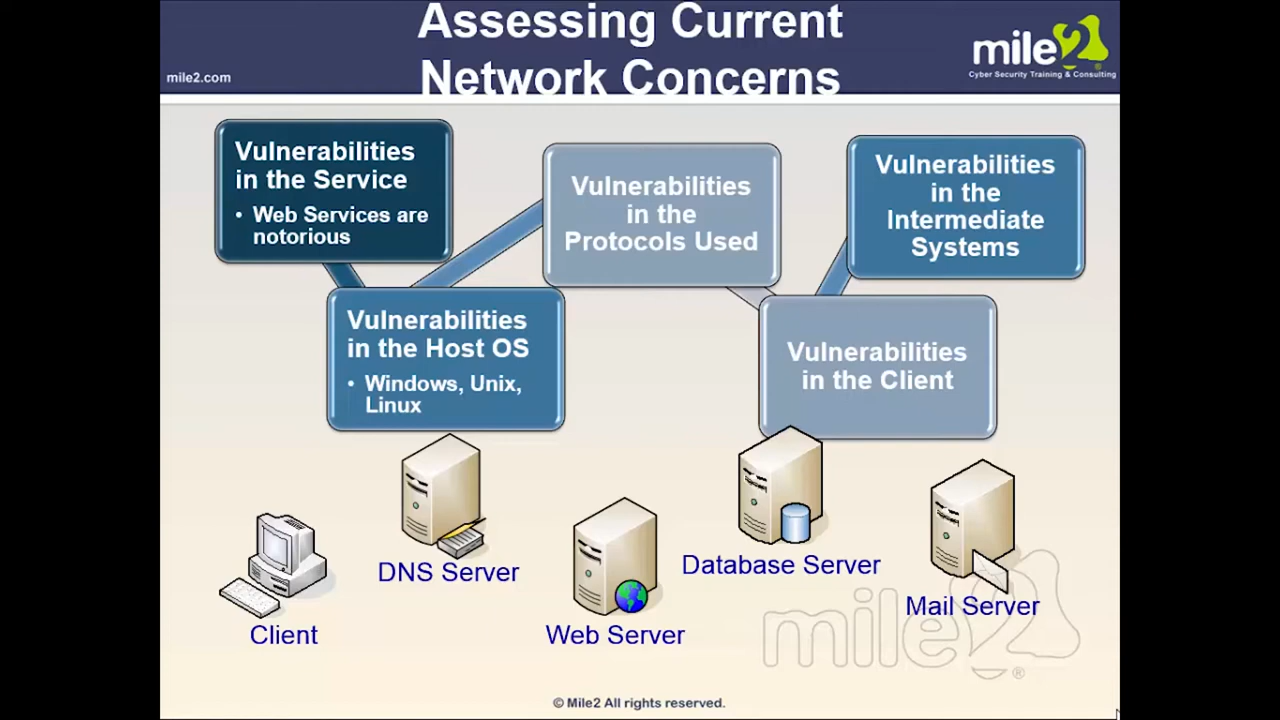 Assessing Current
Network Concerns
mile2.com
mile2
Cyber Security Training & Consulting
Vulnerabilities
in the Service
• Web Services are
notorious
Vulnerabilities
in the Host OS
• Windows, Unix,
Linux
Vulnerabilities
in the
Protocols Used
Vulnerabilities
in the Client
Vulnerabilities
in the
Intermediate
Systems
Client
DNS Server
Web Server
Database Server
Mail Server
mile2®
© Mile2 All rights reserved.